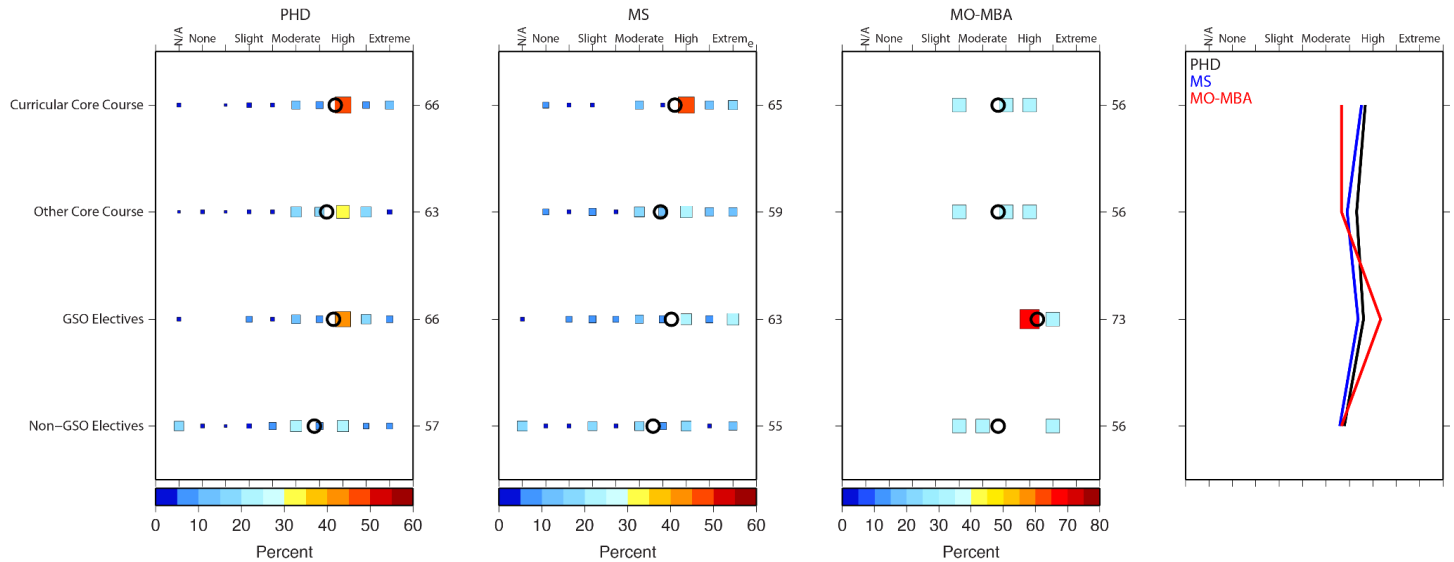 PHD MS MO-MBA
N/A None Slight Moderate High Extreme N/A None Slight Moderate High Extreme N/A None Slight Moderate High Extreme N/A None Slight Moderate High Extreme
PHD
MS
MO-MBA
Curricular Core Course 66 65 56
Other Core Course 63 59 56
GSO Electives 66 63 73
Non−GSO Electives 57 55 56
0 10 20 30 40 50 60 0 10 20 30 40 50 60 0 10 20 30 40 50 60 70 80
Percent Percent Percent